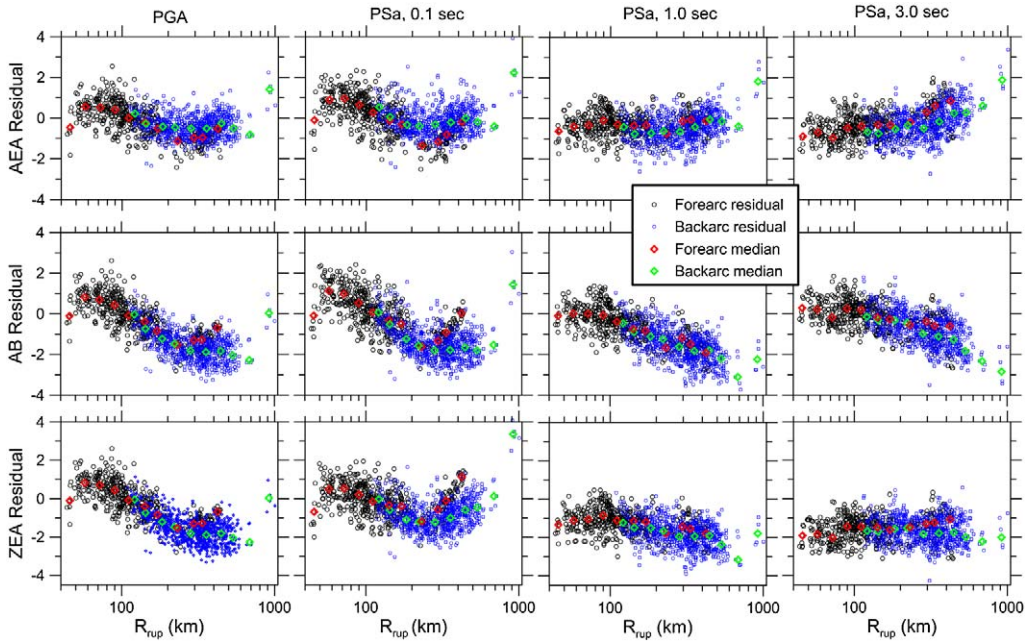 PGA PSa, 0.1 sec PSa, 1.0 sec PSa, 3.0 sec
4
2
0
-2
-4
AEA Residual
Forearc residual
Backarc residual
Forearc median
Backarc median
4
2
0
-2
-4
AB Residual
4
2
0
-2
-4
ZEA Residual
100 1000 100 1000 100 1000 100 1000
Rrup (km) Rrup (km) Rrup (km) Rrup (km)